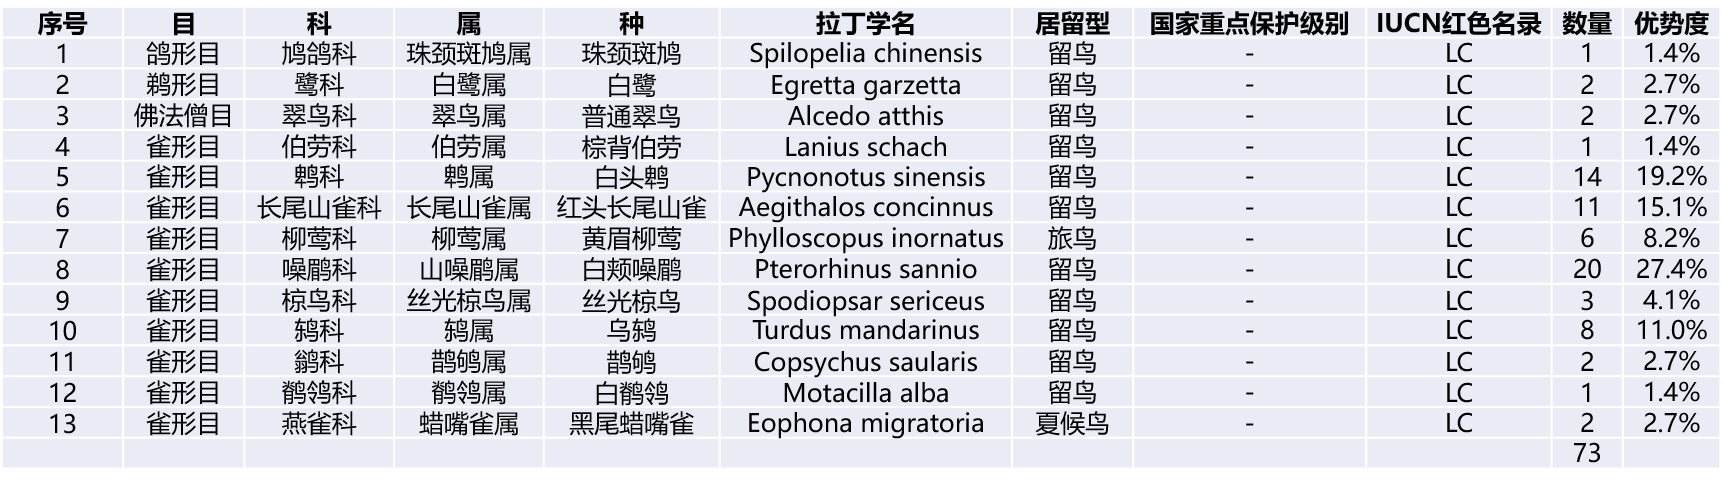 序号 目 科 属 种 拉丁学名 居留型 国家重点保护级别 IUCN红色名录 数量 优势度
1 鸽形目 鸠鸽科 珠颈斑鸠属 珠颈斑鸠 Spilopelia chinensis 留鸟 - LC 1 1.4%
2 鹈形目 鹭科 白鹭属 白鹭 Egretta garzetta 留鸟 - LC 2 2.7%
3 佛法僧目 翠鸟科 翠鸟属 普通翠鸟 Alcedo atthis 留鸟 - LC 2 2.7%
4 雀形目 伯劳科 伯劳属 棕背伯劳 Lanius schach 留鸟 - LC 1 1.4%
5 雀形目 鹎科 鹎属 白头鹎 Pycnonotus sinensis 留鸟 - LC 14 19.2%
6 雀形目 长尾山雀科 长尾山雀属 红头长尾山雀 Aegithalos concinnus 留鸟 - LC 11 15.1%
7 雀形目 柳莺科 柳莺属 黄眉柳莺 Phylloscopus inornatus 旅鸟 - LC 6 8.2%
8 雀形目 噪鹛科 山噪鹛属 白颊噪鹛 Pterorhinus sannio 留鸟 - LC 20 27.4%
9 雀形目 椋鸟科 丝光椋鸟属 丝光椋鸟 Spodiopsar sericeus 留鸟 - LC 3 4.1%
10 雀形目 鸫科 鸫属 乌鸫 Turdus mandarinus 留鸟 - LC 8 11.0%
11 雀形目 鹟科 鹊鸲属 鹊鸲 Copsychus saularis 留鸟 - LC 2 2.7%
12 雀形目 鹡鸰科 鹡鸰属 白鹡鸰 Motacilla alba 留鸟 - LC 1 1.4%
13 雀形目 燕雀科 蜡嘴雀属 黑尾蜡嘴雀 Eophona migratoria 夏候鸟 - LC 2 2.7%
73